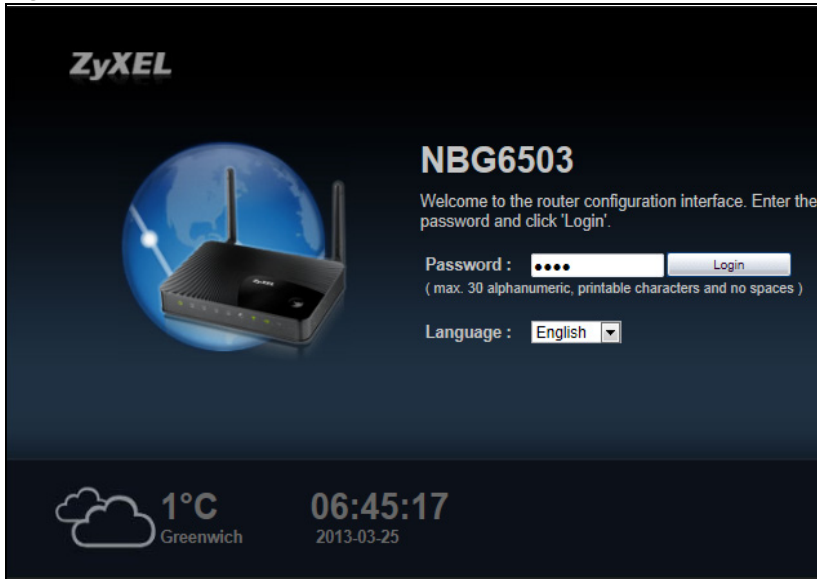 ZyXEL
NBG6503
Welcome to the router configuration interface. Enter the
password and click 'Login'.
Password : •••• Login
( max. 30 alphanumeric, printable characters and no spaces )
Language : English
ZyXEL
1°C
Greenwich
06:45:17
2013-03-25